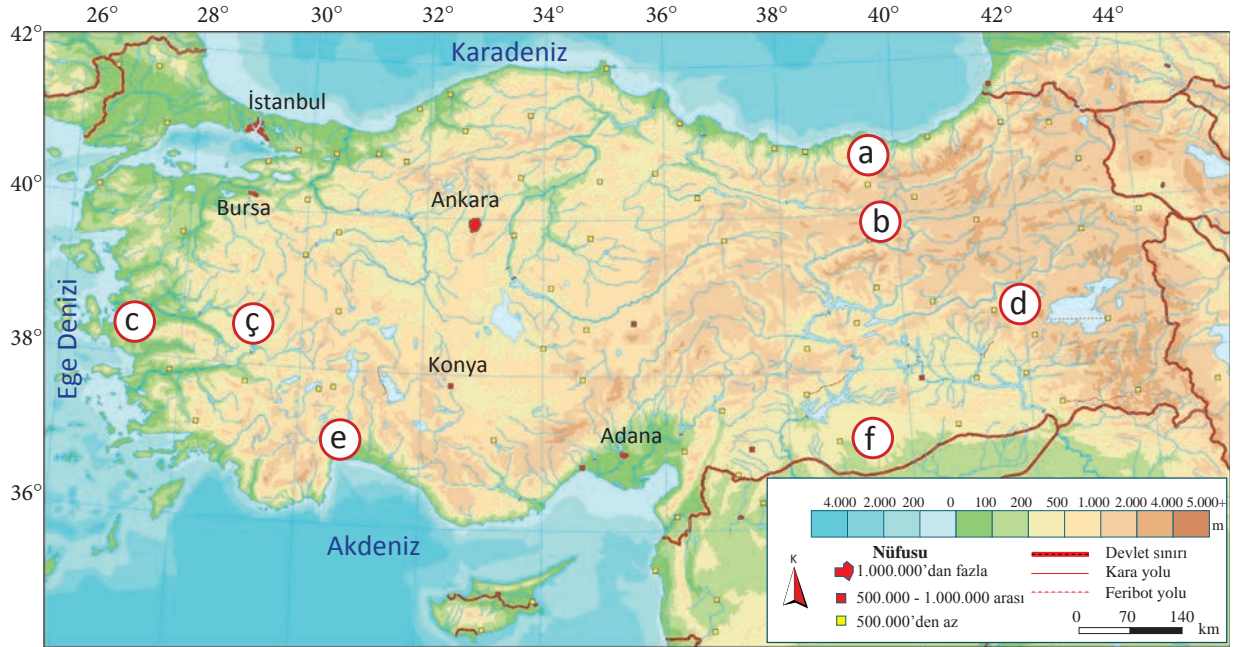 26° 28° 30° 32° 34° 36° 38° 40° 42° 44°
42°
Karadeniz
İstanbul
a
40°
Bursa
Ankara
b
Ege Denizi
c
ç
d
38°
Konya
e
Adana
f
36°
Akdeniz
4.000 2.000 200 0 100 200 500 1.000 2.000 4.000 5.000+
m
K
Nüfusu
1.000.000'dan fazla
500.000 - 1.000.000 arası
500.000'den az
Devlet sınırı
Kara yolu
Feribot yolu
0 70 140
km